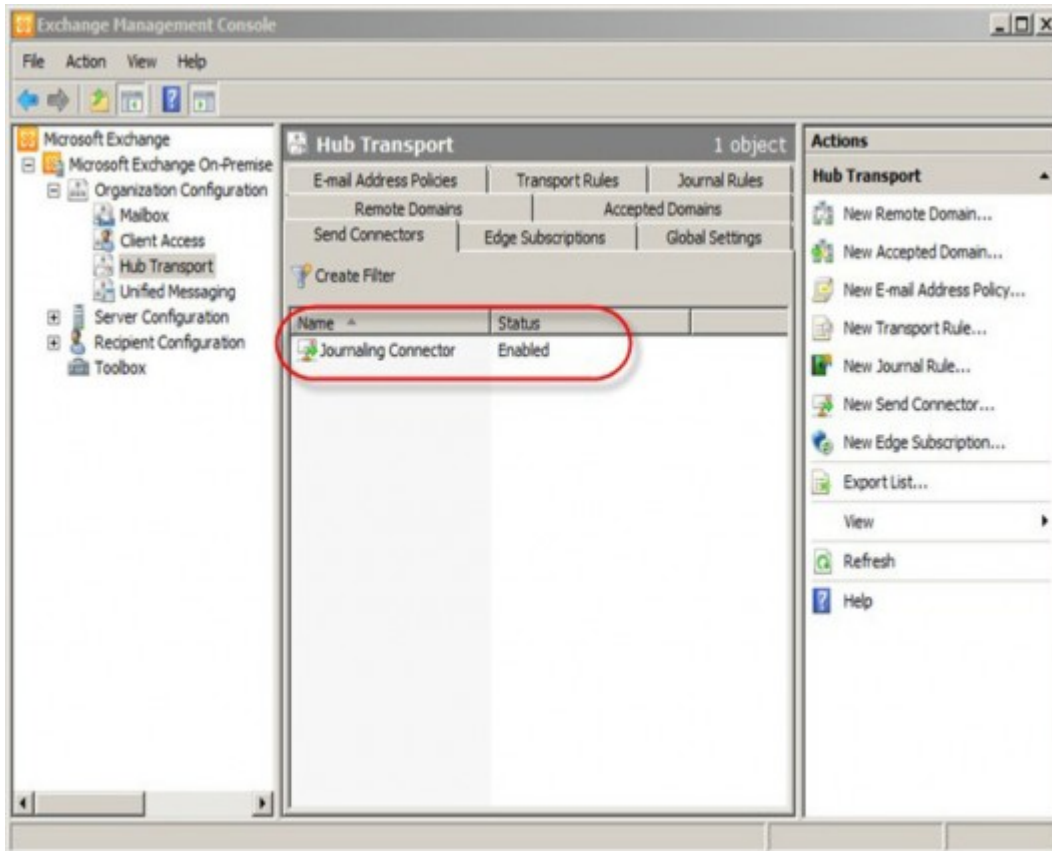 Exchange Management Console
File Action View Help
Microsoft Exchange
Microsoft Exchange On-Premise
Organization Configuration
Mailbox
Client Access
Hub Transport
Unified Messaging
Server Configuration
Recipient Configuration
Toolbox
Hub Transport 1 object
E-mail Address Policies Transport Rules Journal Rules
Remote Domains Accepted Domains
Send Connectors Edge Subscriptions Global Settings
Create Filter
Name Status
Journaling Connector Enabled
Actions
Hub Transport
New Remote Domain...
New Accepted Domain...
New E-mail Address Policy...
New Transport Rule...
New Journal Rule...
New Send Connector...
New Edge Subscription...
Export List...
View
Refresh
Help